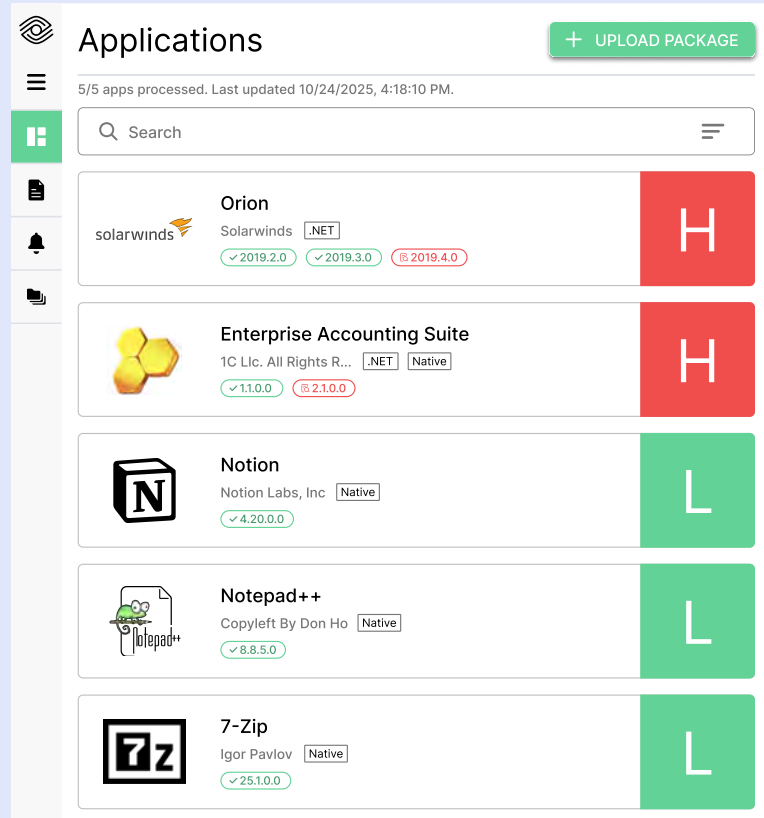 Applications
UPLOAD PACKAGE
5/5 apps processed. Last updated 10/24/2025, 4:18:10 PM.
Search
solarwinds
Orion
Solarwinds .NET
2019.2.0 2019.3.0 2019.4.0
H
Enterprise Accounting Suite
1C Llc. All Rights R... .NET Native
1.1.0.0 2.1.0.0
H
N
Notion
Notion Labs, Inc Native
4.20.0.0
L
Notepad++
Notepad++
Copyleft By Don Ho Native
8.8.5.0
L
7z
7-Zip
Igor Pavlov Native
25.1.0.0
L